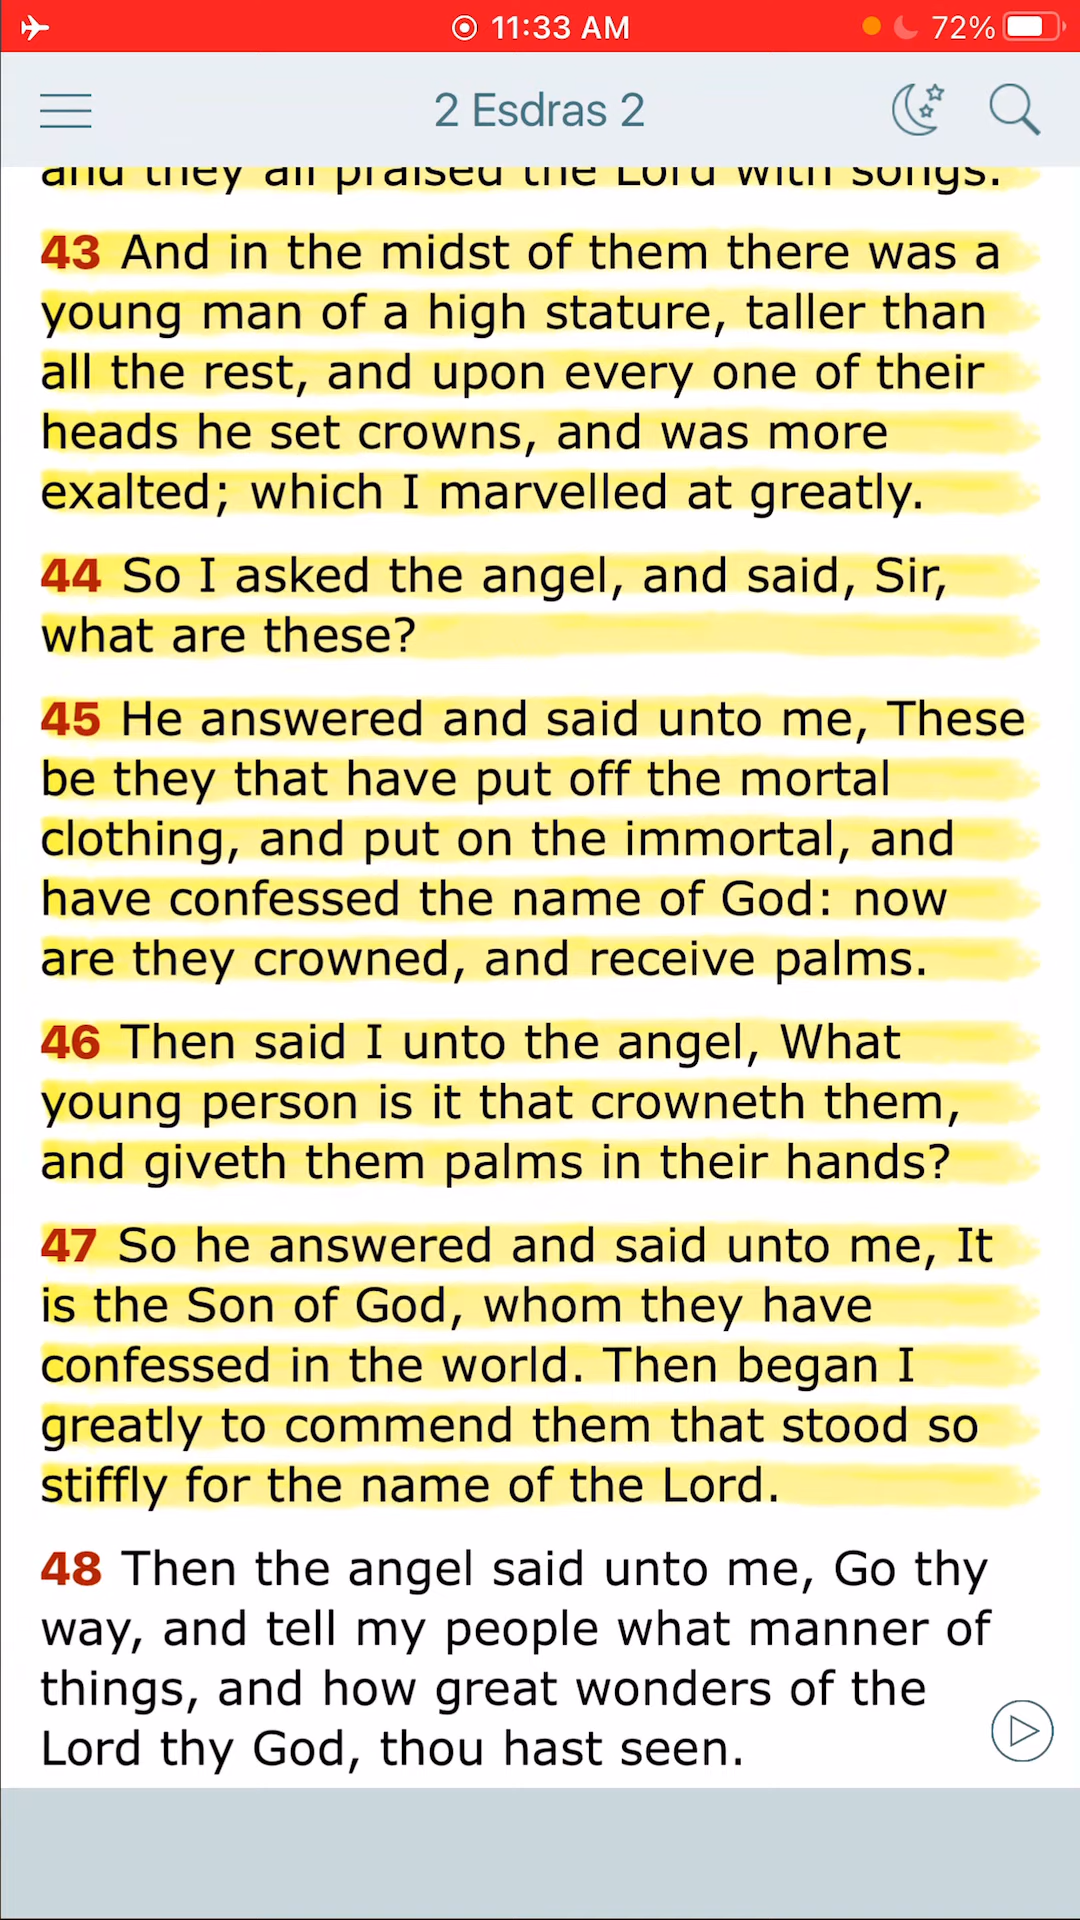 11:33 AM
72%
2 Esdras 2
and they all praised the Lord with songs.
43 And in the midst of them there was a
young man of a high stature, taller than
all the rest, and upon every one of their
heads he set crowns, and was more
exalted; which I marvelled at greatly.
44 So I asked the angel, and said, Sir,
what are these?
45 He answered and said unto me, These
be they that have put off the mortal
clothing, and put on the immortal, and
have confessed the name of God: now
are they crowned, and receive palms.
46 Then said I unto the angel, What
young person is it that crowneth them,
and giveth them palms in their hands?
47 So he answered and said unto me, It
is the Son of God, whom they have
confessed in the world. Then began I
greatly to commend them that stood so
stiffly for the name of the Lord.
48 Then the angel said unto me, Go thy
way, and tell my people what manner of
things, and how great wonders of the
Lord thy God, thou hast seen.